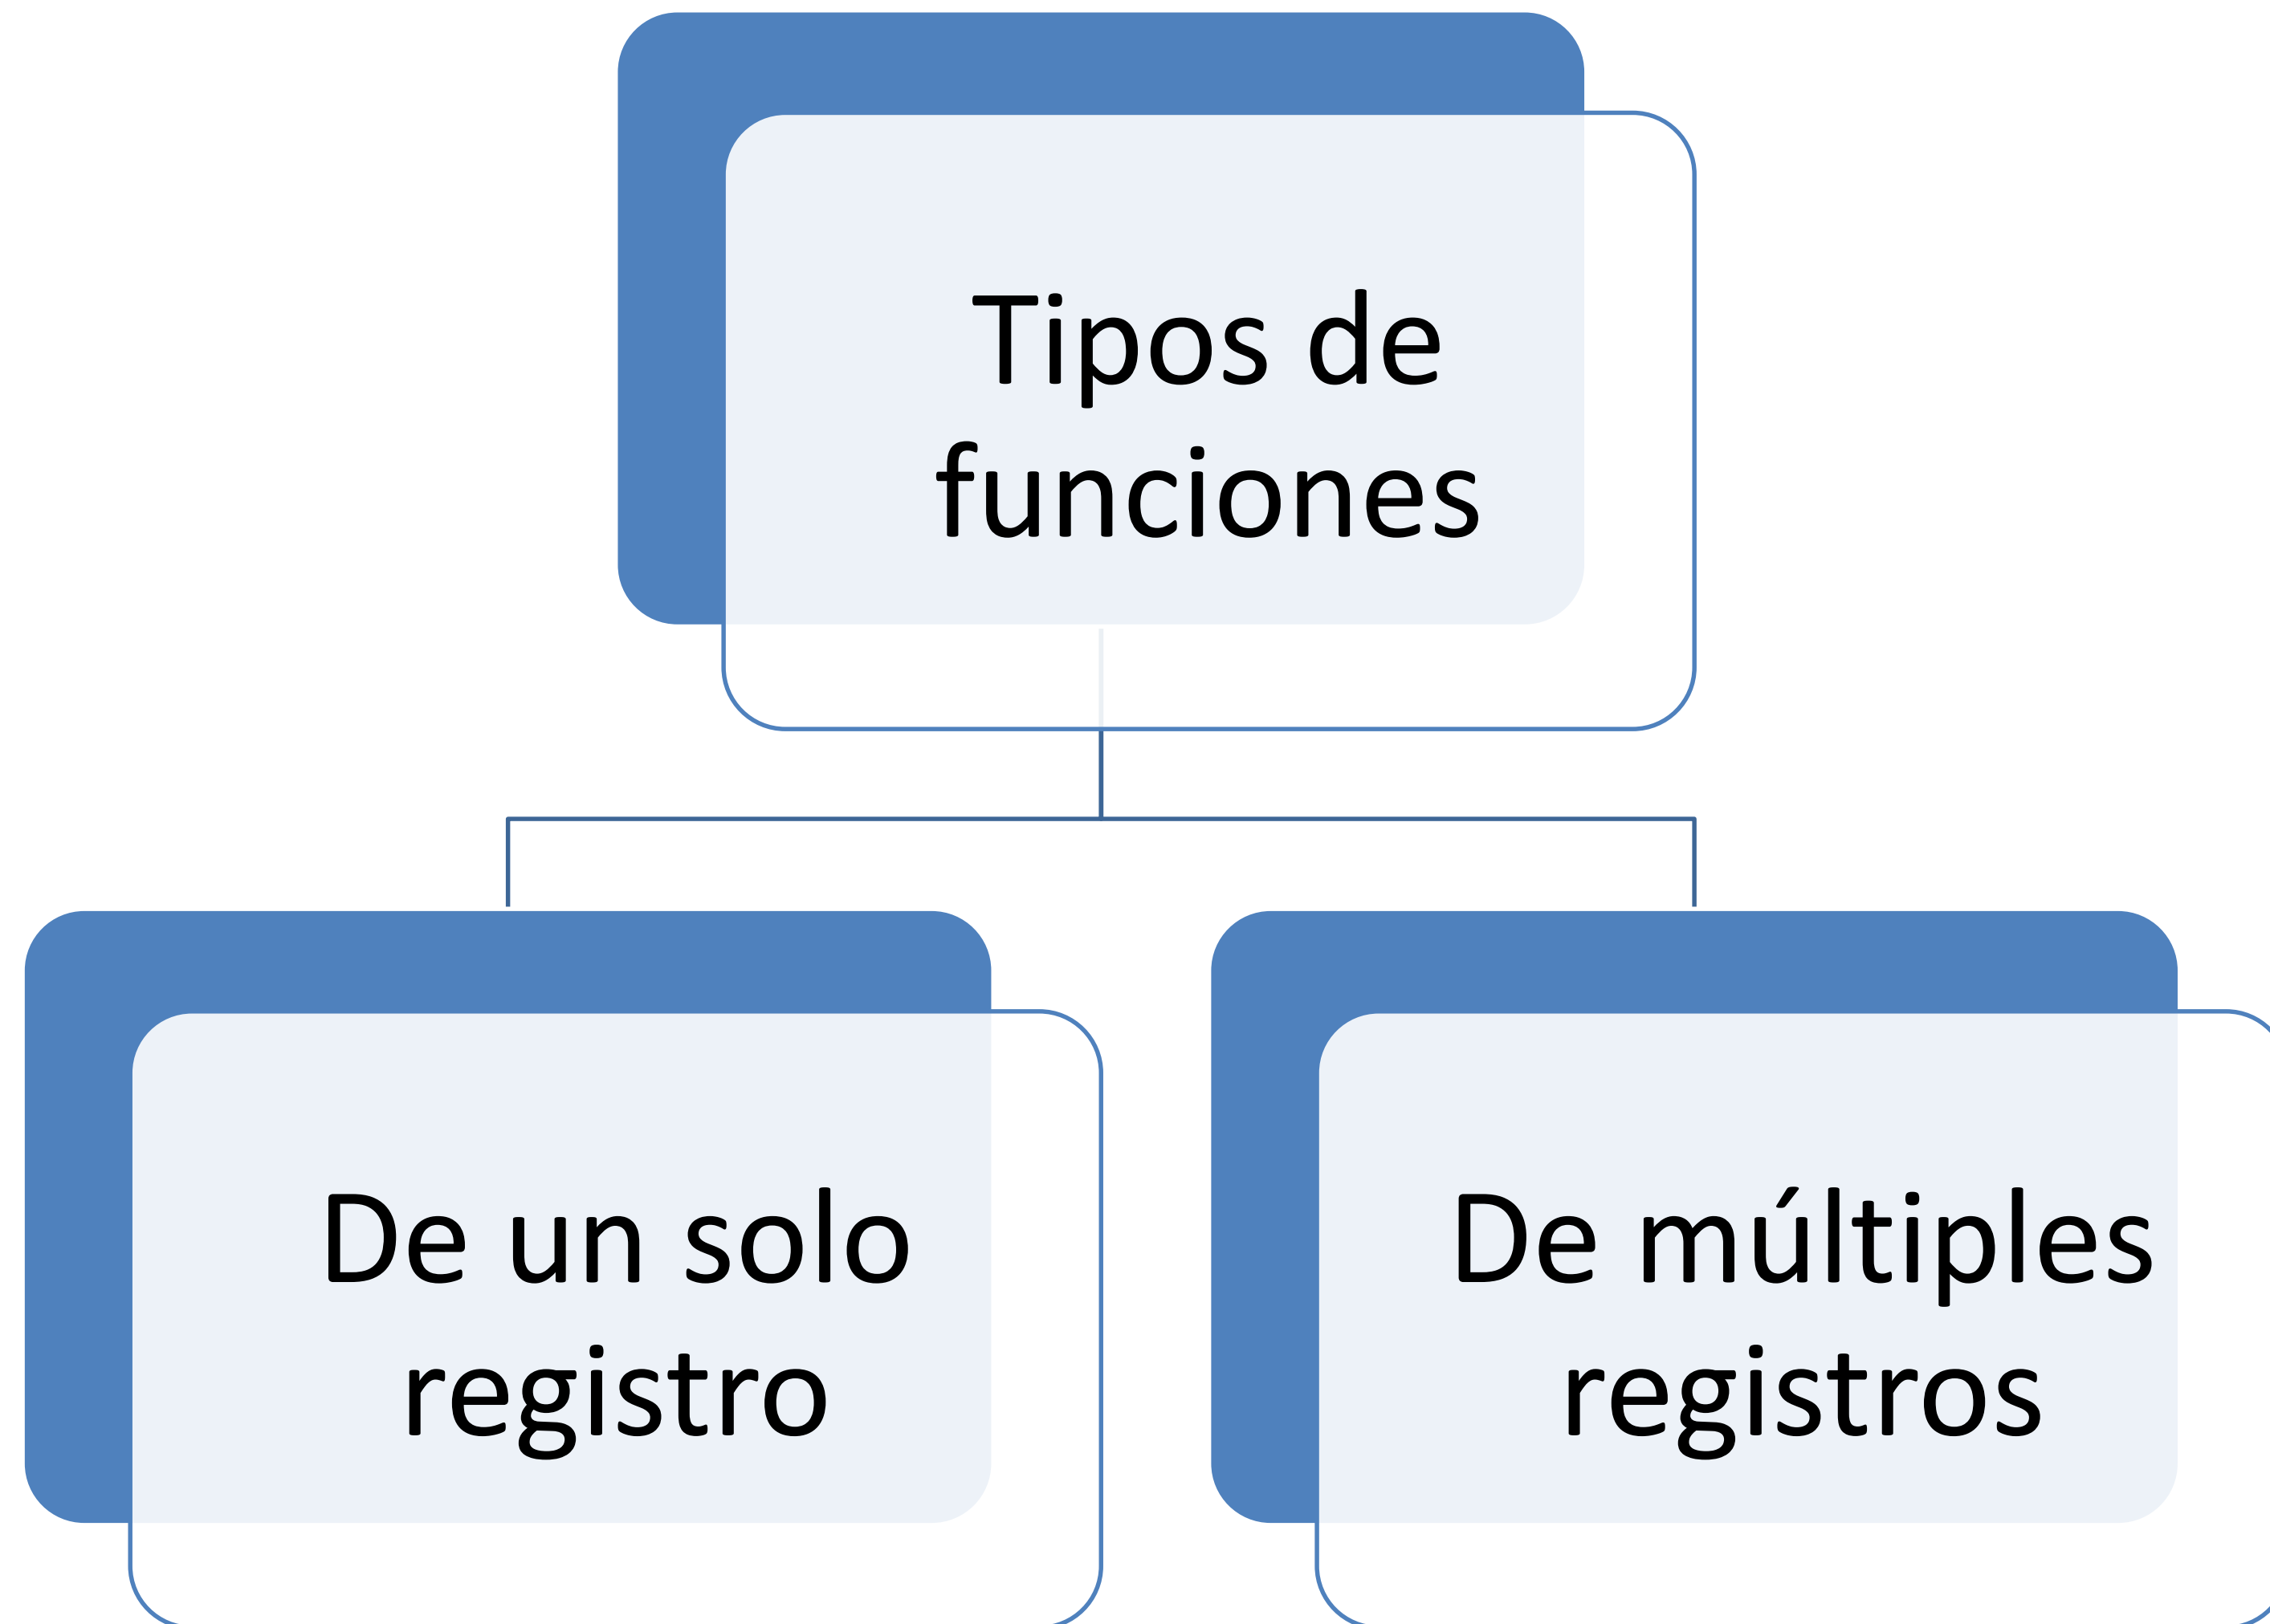 Tipos de
funciones
De un solo
registro
De múltiples
registros